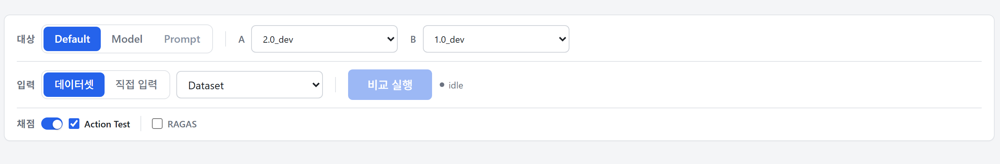 대상 Default Model Prompt A 2.0_dev B 1.0_dev
입력 데이터셋 직접 입력 Dataset 비교 실행 idle
채점 Action Test RAGAS